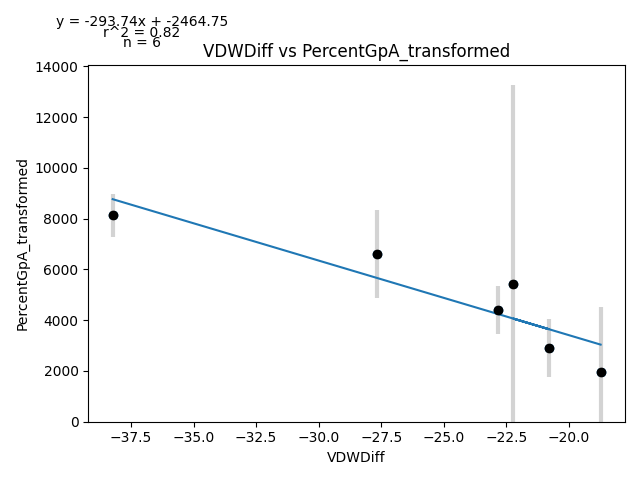 y = -293.74x + -2464.75
r^2 = 0.82
n = 6
VDWDiff vs PercentGpA_transformed
14000
12000
10000
8000
6000
4000
2000
0
PercentGpA_transformed
−37.5 −35.0 −32.5 −30.0 −27.5 −25.0 −22.5 −20.0
VDWDiff